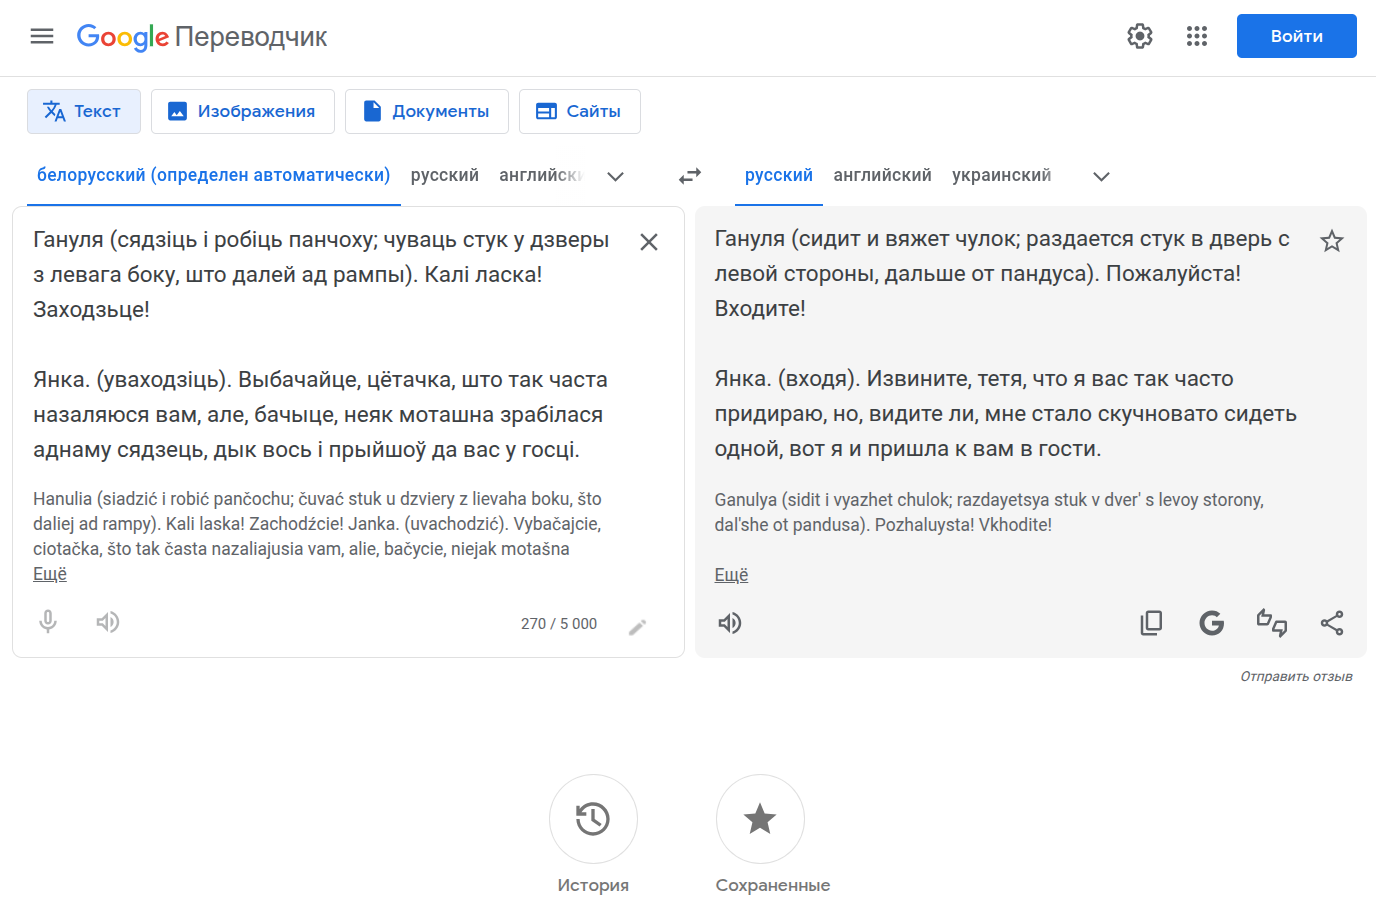 Google Переводчик
Войти
Текст
Изображения
Документы
Сайты
белорусский (определен автоматически)
русский
английски
русский
английский
украинский
Гануля (сядзіць і робіць панчоху; чуваць стук у дзверы
з левага боку, што далей ад рампы). Калі ласка!
Заходзьце!
Янка. (уваходзіць). Выбачайце, цётачка, што так часта
назаляюся вам, але, бачыце, неяк моташна зрабілася
аднаму сядзець, дык вось і прыйшоў да вас у госці.
Hanulia (siadzić i robić pančochu; čuvać stuk u dzviery z lievaha boku, što
daliej ad rampy). Kali laska! Zachodźcie! Janka. (uvachodzić). Vybačajcie,
ciotačka, što tak časta nazaliajusia vam, alie, bačycie, niejak motašna
Ещё
270 / 5 000
Гануля (сидит и вяжет чулок; раздается стук в дверь с
левой стороны, дальше от пандуса). Пожалуйста!
Входите!
Янка. (входя). Извините, тетя, что я вас так часто
придираю, но, видите ли, мне стало скучновато сидеть
одной, вот я и пришла к вам в гости.
Ganulya (sidit i vyazhet chulok; razdayetsya stuk v dver' s levoy storony,
dal'she ot pandusa). Pozhaluysta! Vkhodite!
Ещё
Отправить отзыв
История
Сохраненные